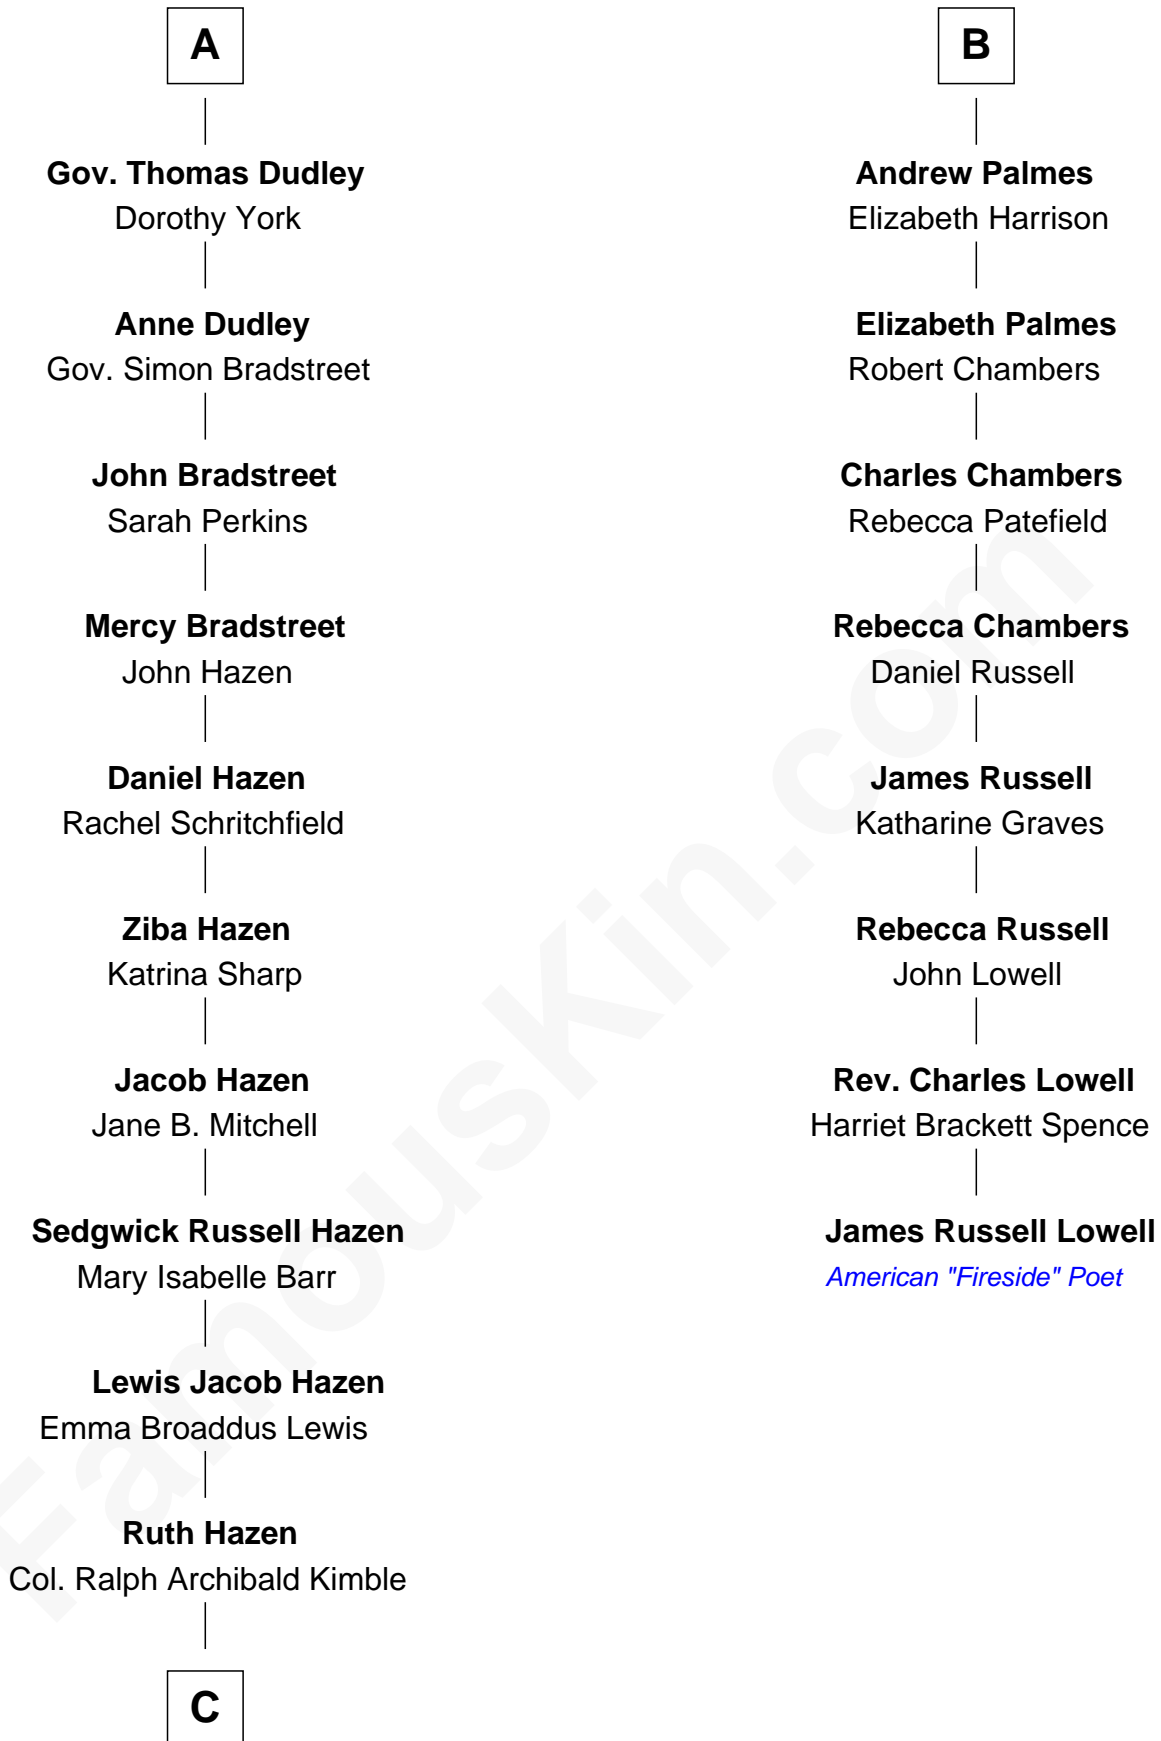 A
Gov. Thomas Dudley
Dorothy York
Anne Dudley
Gov. Simon Bradstreet
John Bradstreet
Sarah Perkins
Mercy Bradstreet
John Hazen
Daniel Hazen
Rachel Schritchfield
Ziba Hazen
Katrina Sharp
Jacob Hazen
Jane B. Mitchell
Sedgwick Russell Hazen
Mary Isabelle Barr
Lewis Jacob Hazen
Emma Broaddus Lewis
Ruth Hazen
Col. Ralph Archibald Kimble
C
B
Andrew Palmes
Elizabeth Harrison
Elizabeth Palmes
Robert Chambers
Charles Chambers
Rebecca Patefield
Rebecca Chambers
Daniel Russell
James Russell
Katharine Graves
Rebecca Russell
John Lowell
Rev. Charles Lowell
Harriet Brackett Spence
James Russell Lowell
American "Fireside" Poet
FamousKin.com